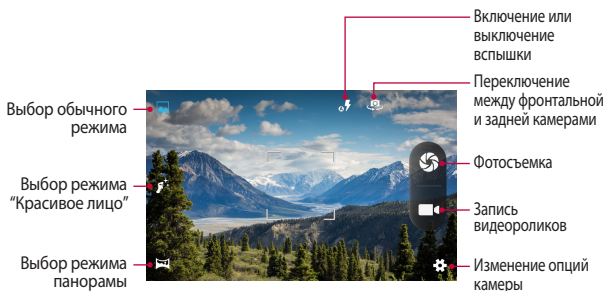 Включение или
выключение
вспышки
Переключение
между фронтальной
и задней камерами
Выбор обычного
режима
Фотосъемка
Выбор режима
"Красивое лицо"
Запись
видеороликов
Выбор режима
панорамы
Изменение опций
камеры